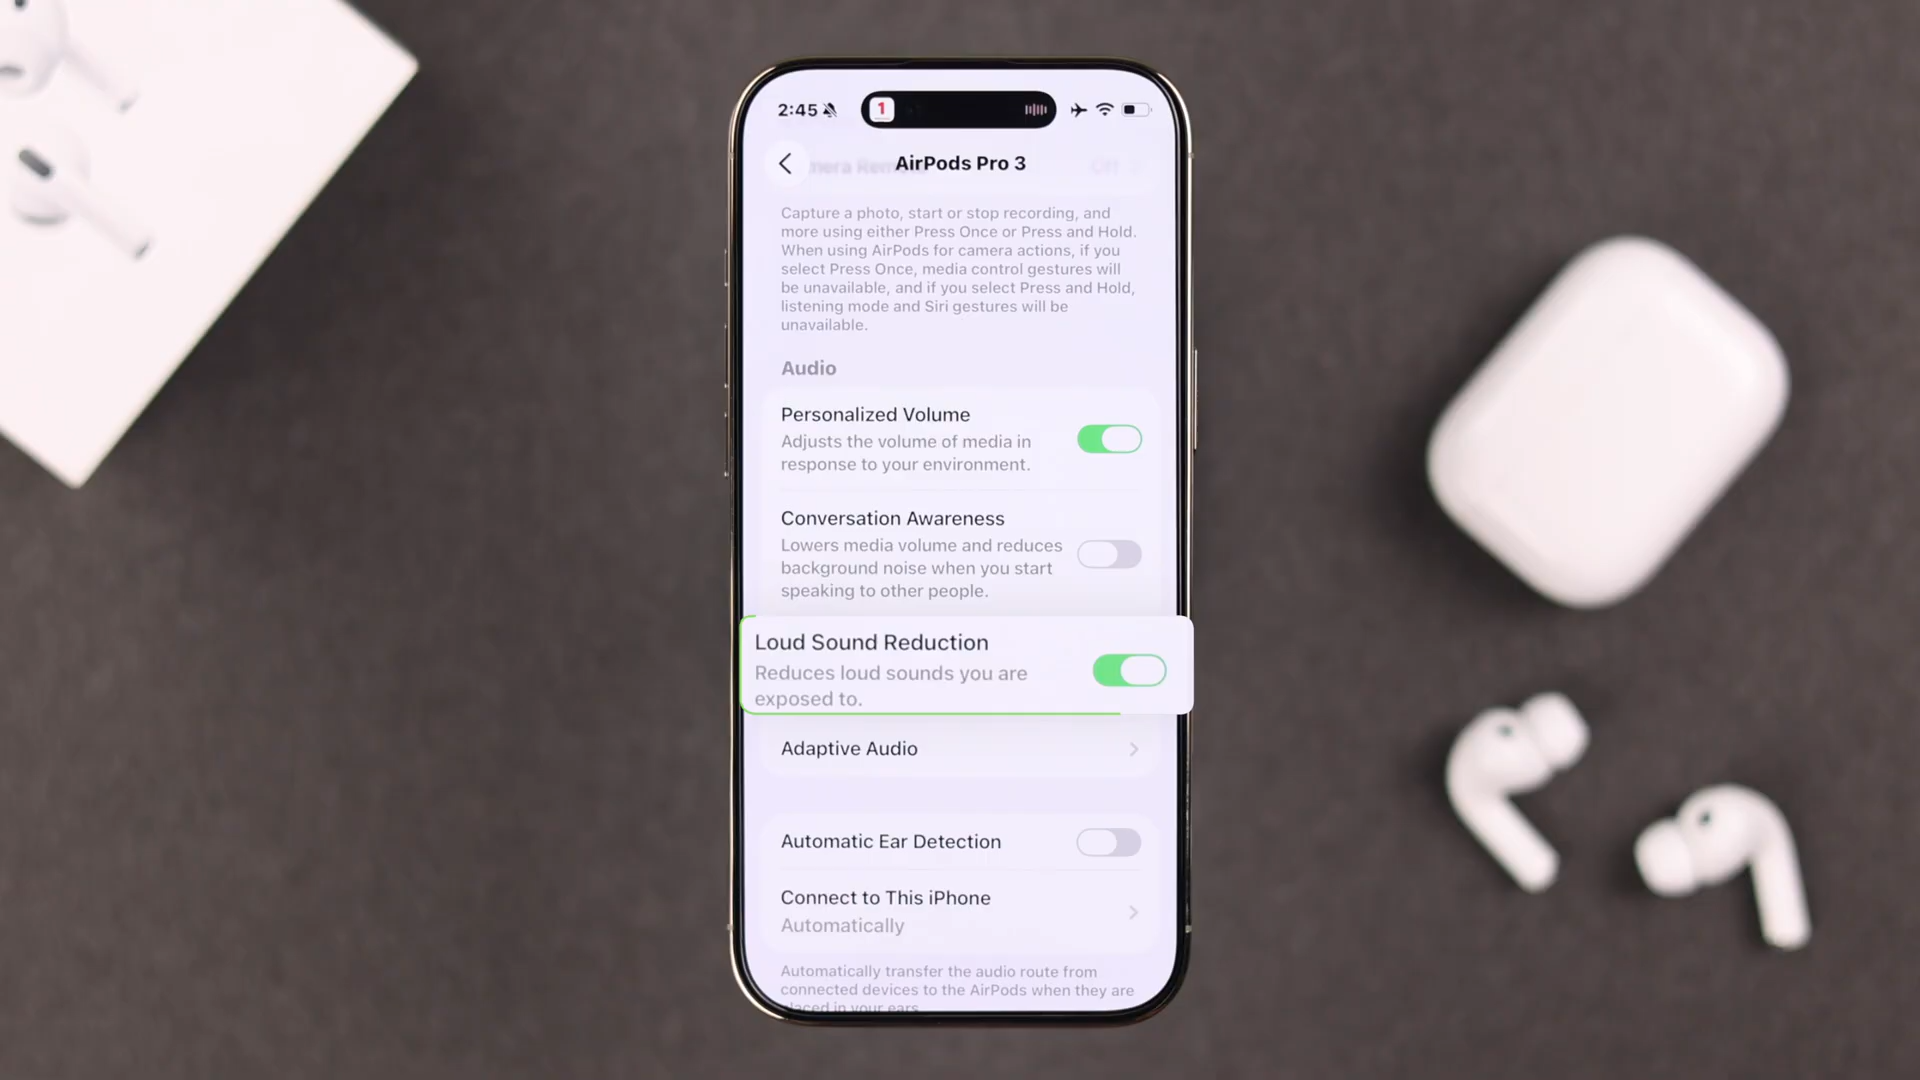 2:45
1
AirPods Pro 3
Off
Capture a photo, start or stop recording, and
more using either Press Once or Press and Hold.
When using AirPods for camera actions, if you
select Press Once, media control gestures will
be unavailable, and if you select Press and Hold,
listening mode and Siri gestures will be
unavailable.
Audio
Personalized Volume
Adjusts the volume of media in
response to your environment.
Conversation Awareness
Lowers media volume and reduces
background noise when you start
speaking to other people.
Loud Sound Reduction
Reduces loud sounds you are
exposed to.
Adaptive Audio
Automatic Ear Detection
Connect to This iPhone
Automatically
Automatically transfer the audio route from
connected devices to the AirPods when they are
placed in your ears